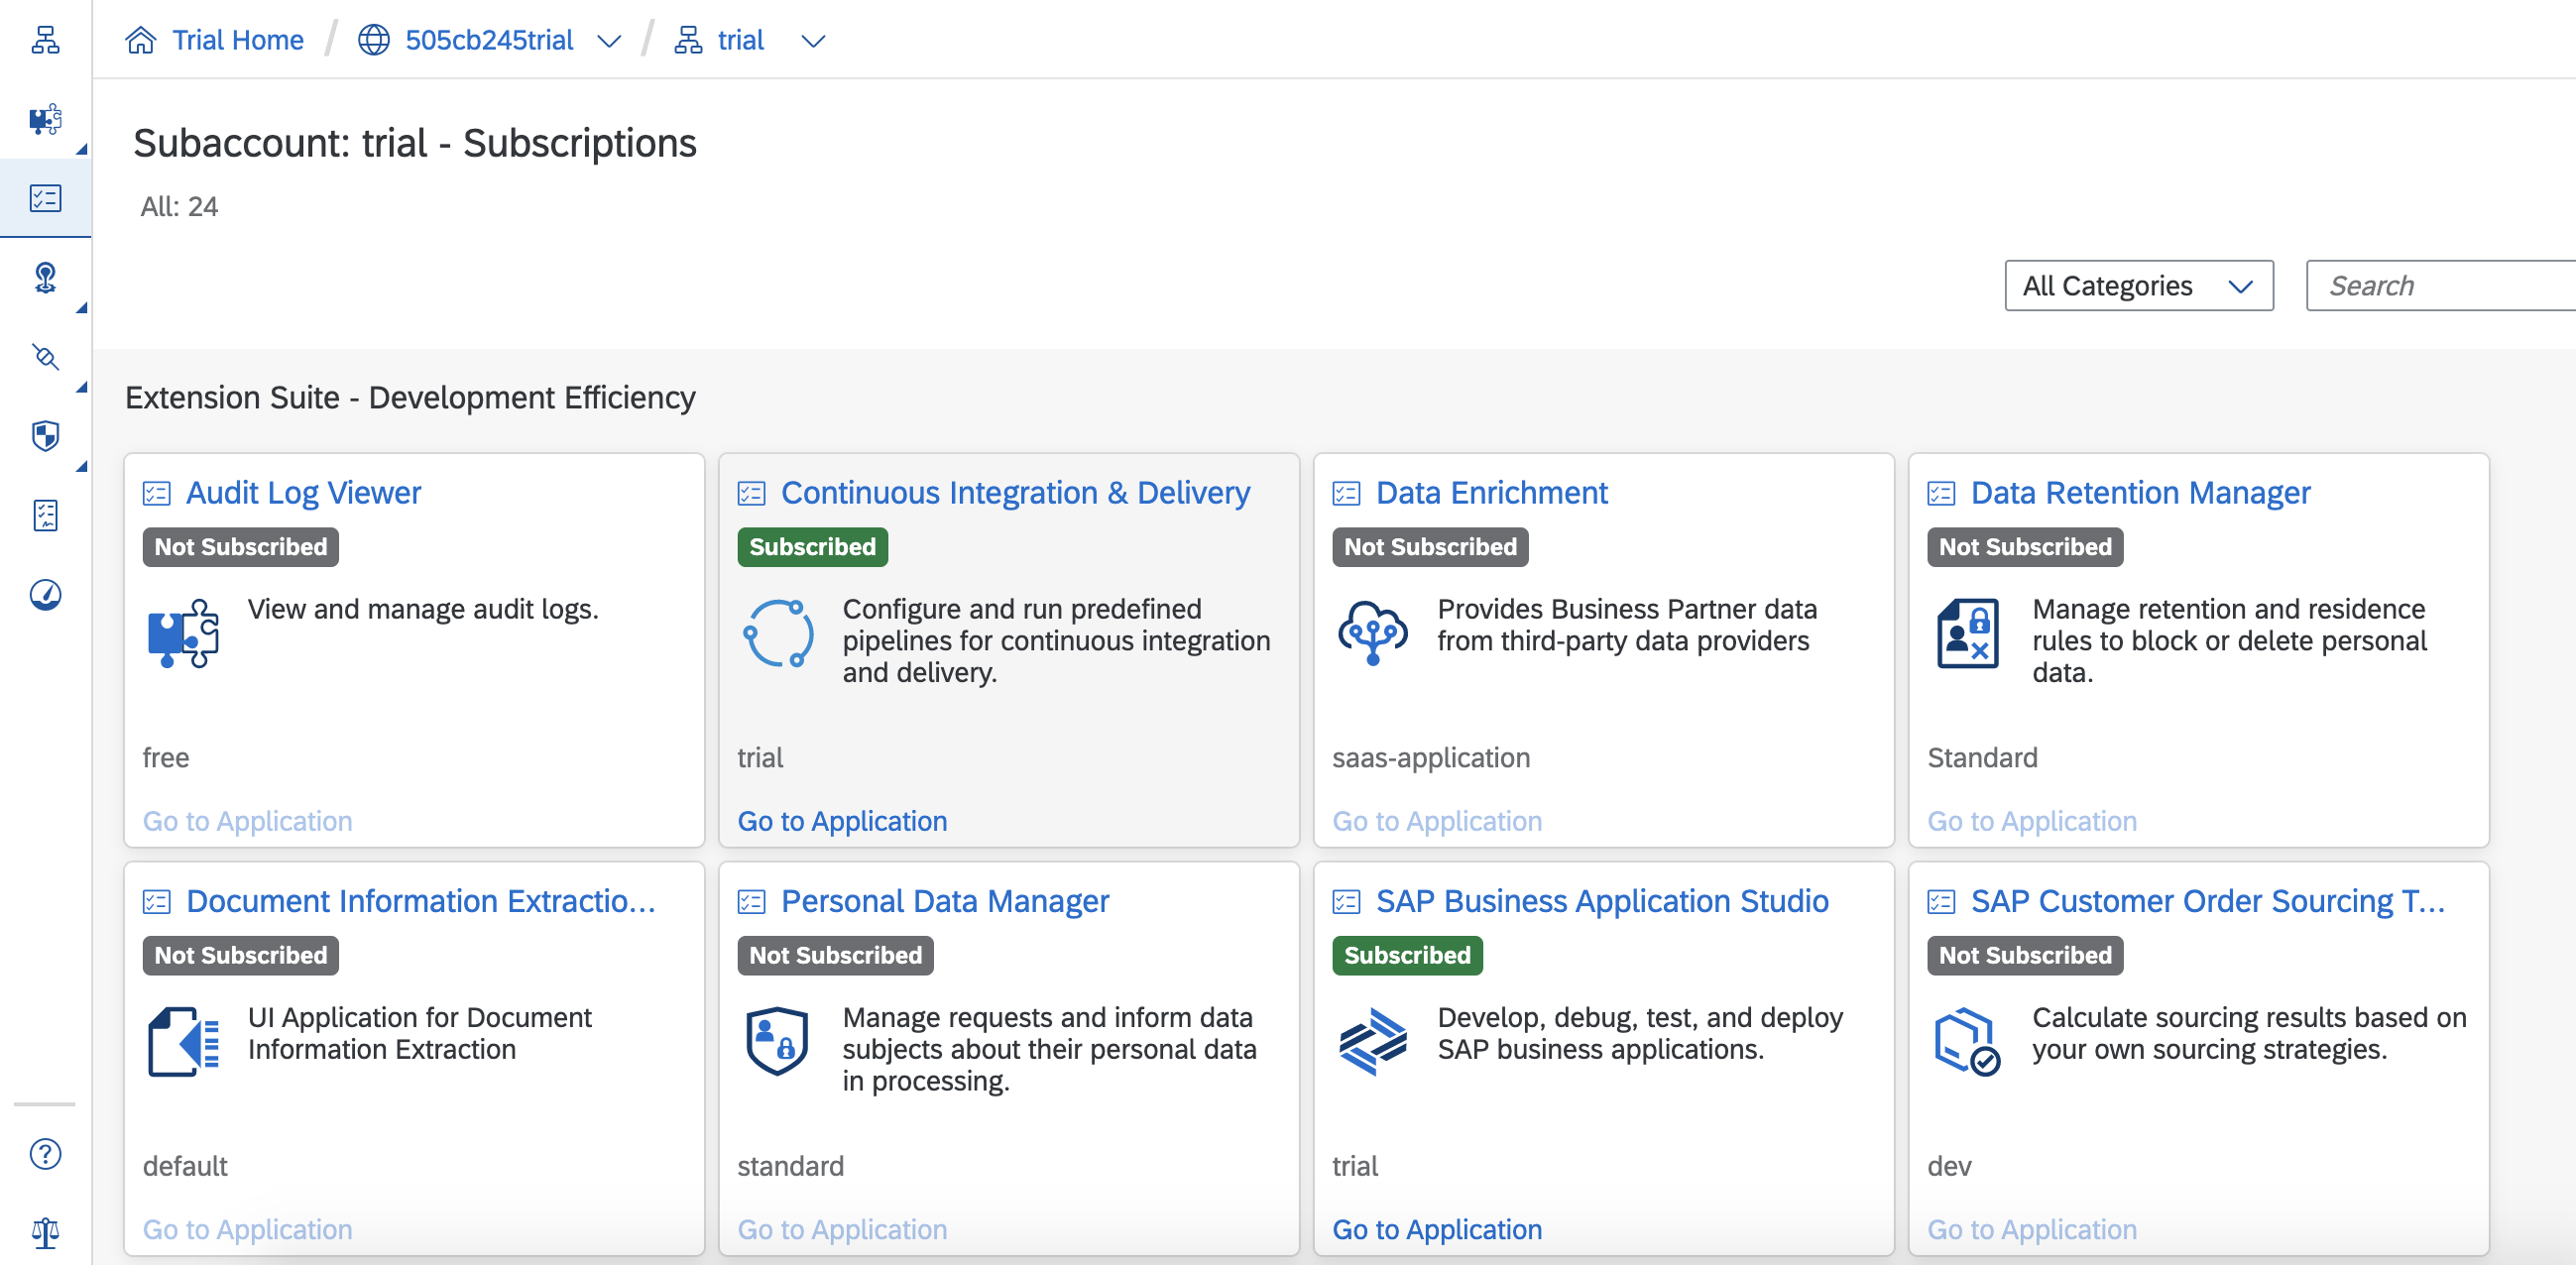 Trial Home / 505cb245trial / trial
Subaccount: trial - Subscriptions
All: 24
All Categories
Search
Extension Suite - Development Efficiency
Audit Log Viewer
Not Subscribed
View and manage audit logs.
free
Go to Application
Continuous Integration & Delivery
Subscribed
Configure and run predefined
pipelines for continuous integration
and delivery.
trial
Go to Application
Data Enrichment
Not Subscribed
Provides Business Partner data
from third-party data providers
saas-application
Go to Application
Data Retention Manager
Not Subscribed
Manage retention and residence
rules to block or delete personal
data.
Standard
Go to Application
Document Information Extractio...
Not Subscribed
UI Application for Document
Information Extraction
default
Go to Application
Personal Data Manager
Not Subscribed
Manage requests and inform data
subjects about their personal data
in processing.
standard
Go to Application
SAP Business Application Studio
Subscribed
Develop, debug, test, and deploy
SAP business applications.
trial
Go to Application
SAP Customer Order Sourcing T...
Not Subscribed
Calculate sourcing results based on
your own sourcing strategies.
dev
Go to Application